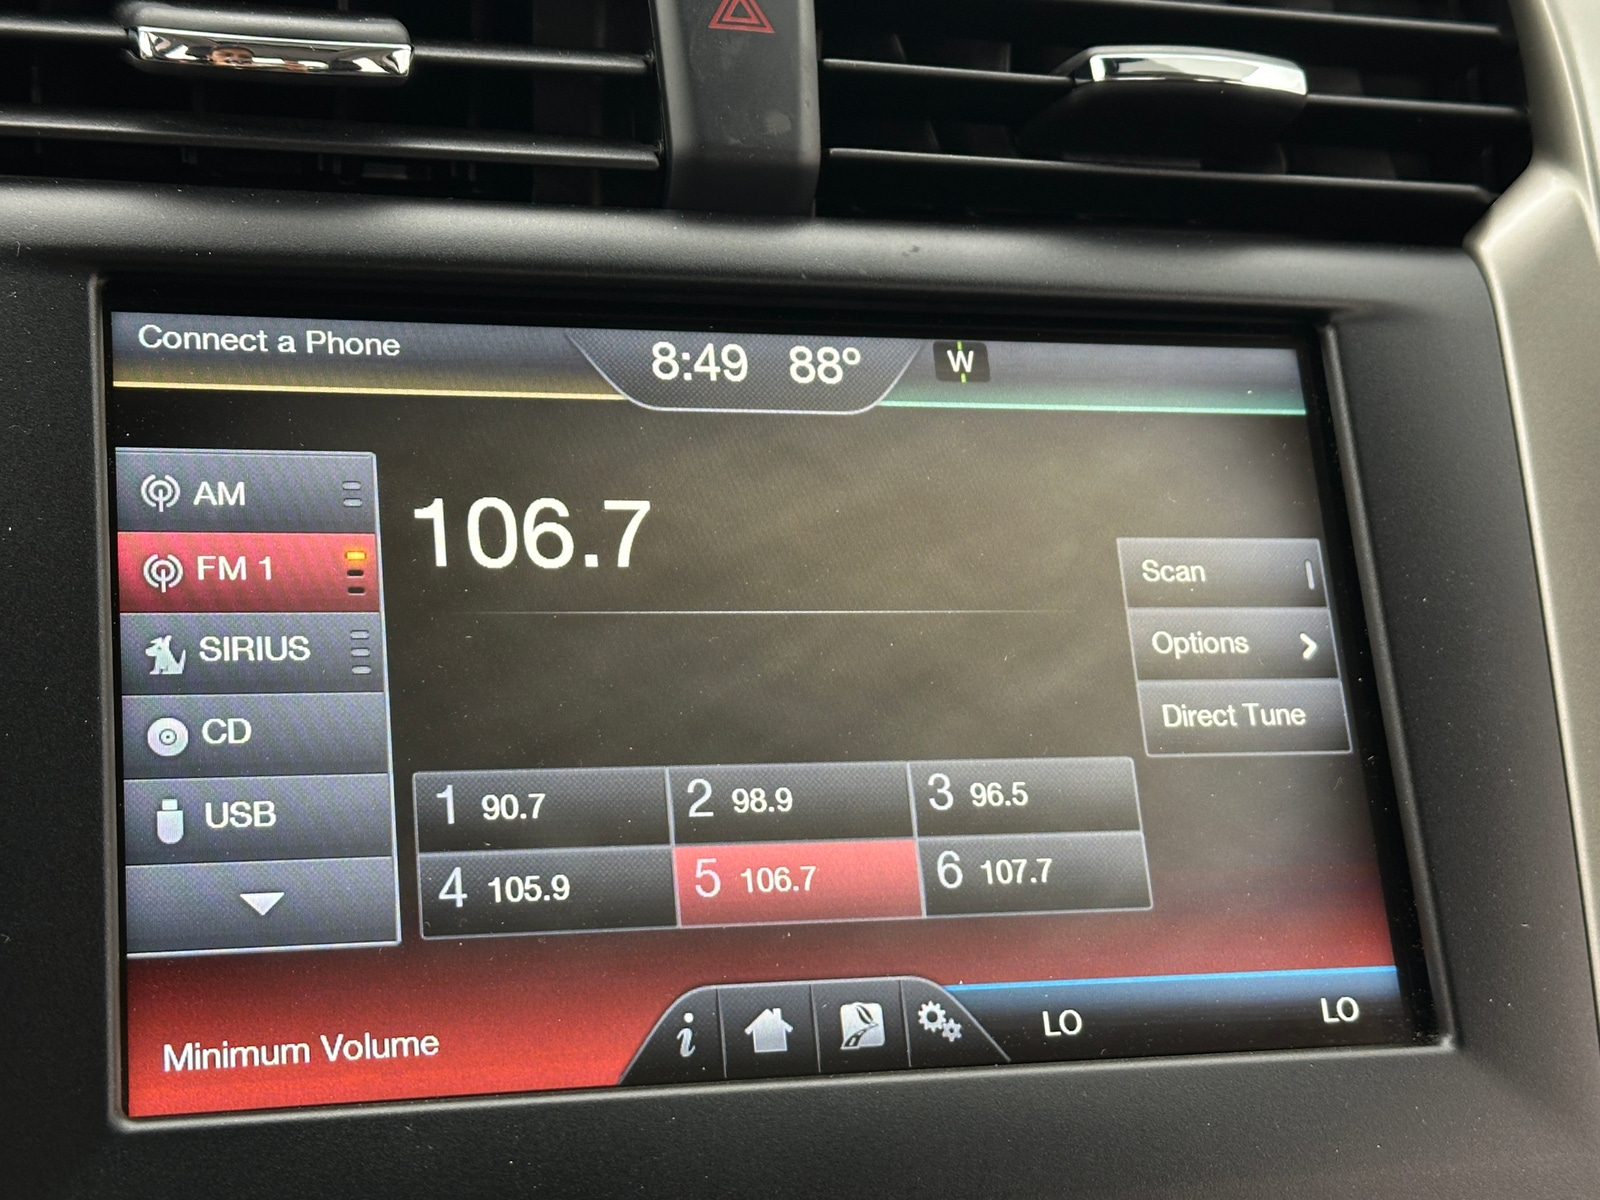 Connect a Phone
8:49 88° W
AM
FM 1
SIRIUS
CD
USB
106.7
Scan
Options
Direct Tune
1 90.7 2 98.9 3 96.5
4 105.9 5 106.7 6 107.7
Minimum Volume
i
LO LO